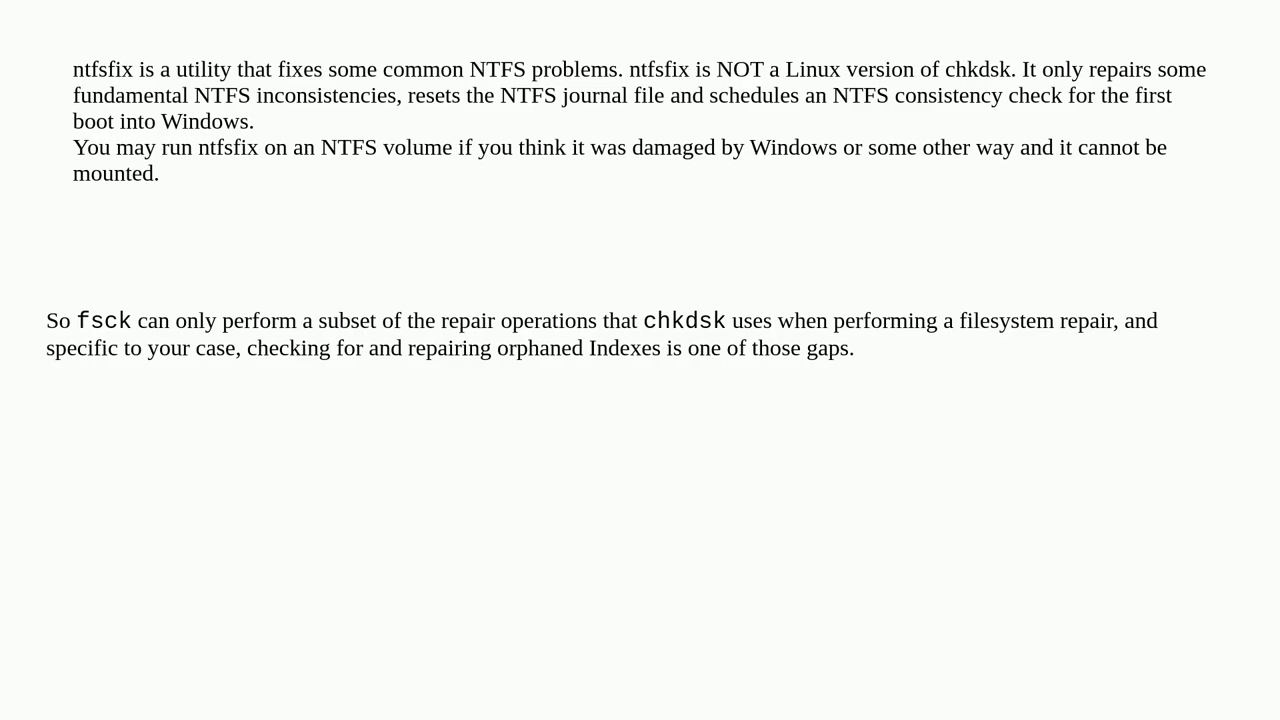 ntfsfix is a utility that fixes some common NTFS problems. ntfsfix is NOT a Linux version of chkdsk. It only repairs some
fundamental NTFS inconsistencies, resets the NTFS journal file and schedules an NTFS consistency check for the first
boot into Windows.
You may run ntfsfix on an NTFS volume if you think it was damaged by Windows or some other way and it cannot be
mounted.
So fsck can only perform a subset of the repair operations that chkdsk uses when performing a filesystem repair, and
specific to your case, checking for and repairing orphaned Indexes is one of those gaps.